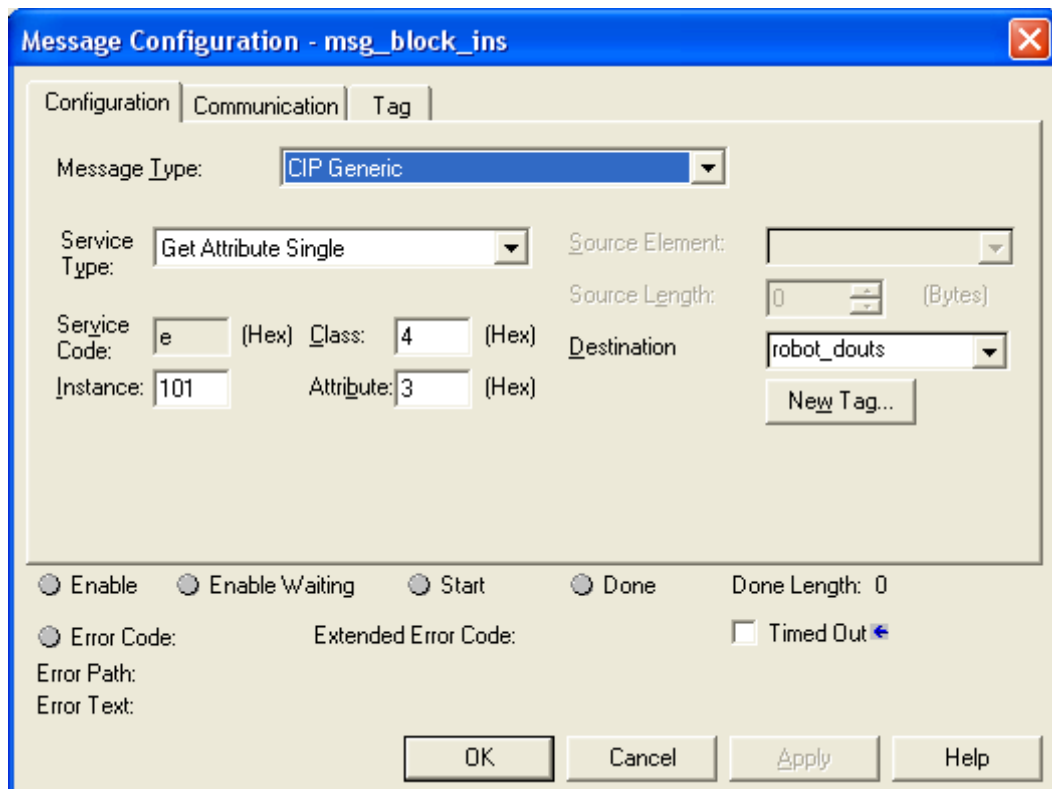 Message Configuration - msg_block_ins
Configuration Communication Tag
Message Type: CIP Generic
Service Type: Get Attribute Single
Source Element:
Source Length: 0 (Bytes)
Service Code: e (Hex) Class: 4 (Hex)
Destination robot_douts
Instance: 101 Attribute: 3 (Hex)
New Tag...
Enable Enable Waiting Start Done Done Length: 0
Error Code: Extended Error Code: Timed Out
Error Path:
Error Text:
OK Cancel Apply Help